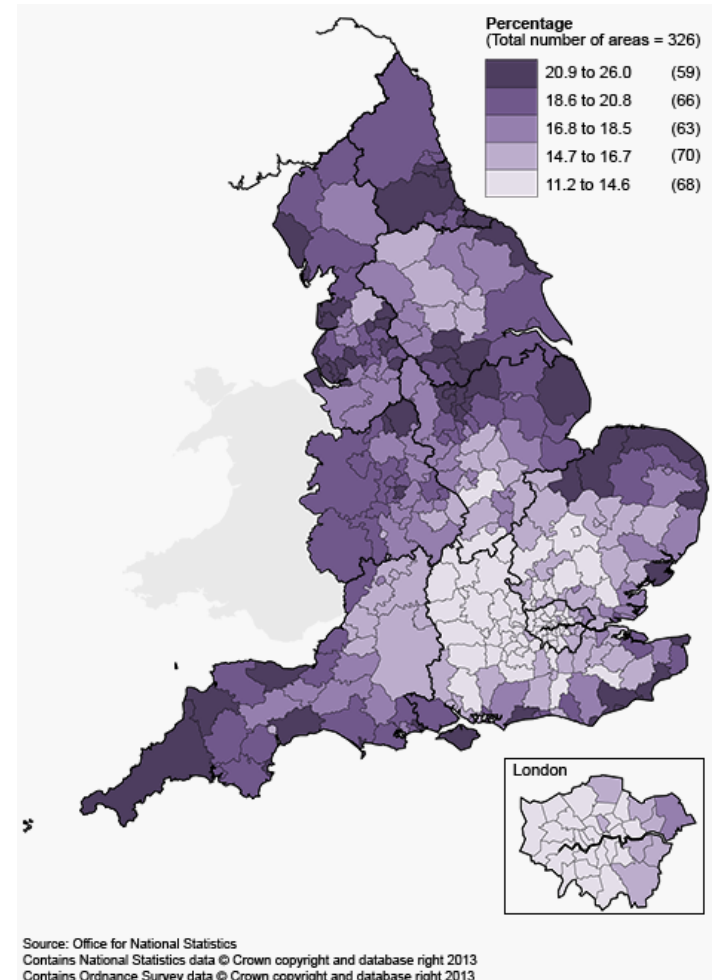 Percentage
(Total number of areas = 326)
20.9 to 26.0 (59)
18.6 to 20.8 (66)
16.8 to 18.5 (63)
14.7 to 16.7 (70)
11.2 to 14.6 (68)
London
Source: Office for National Statistics
Contains National Statistics data © Crown copyright and database right 2013
Contains Ordnance Survey data © Crown copyright and database right 2013